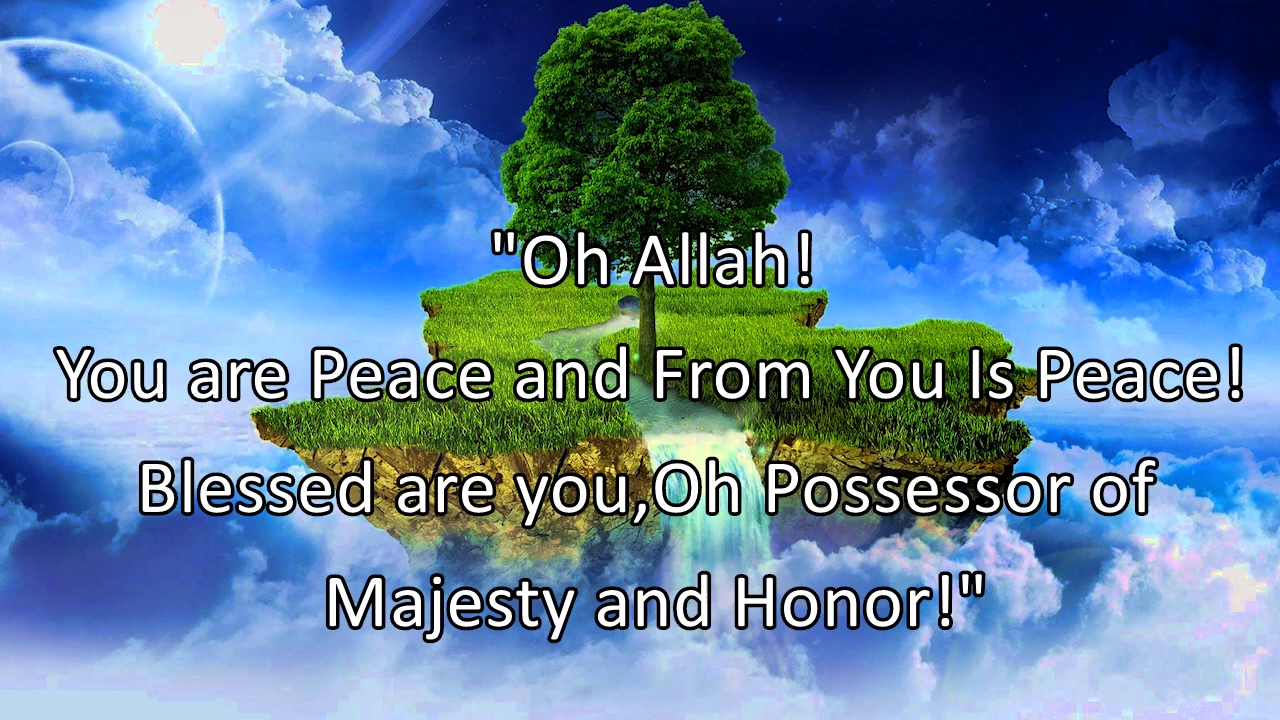 "Oh Allah!
You are Peace and From You Is Peace!
Blessed are you,Oh Possessor of
Majesty and Honor!"